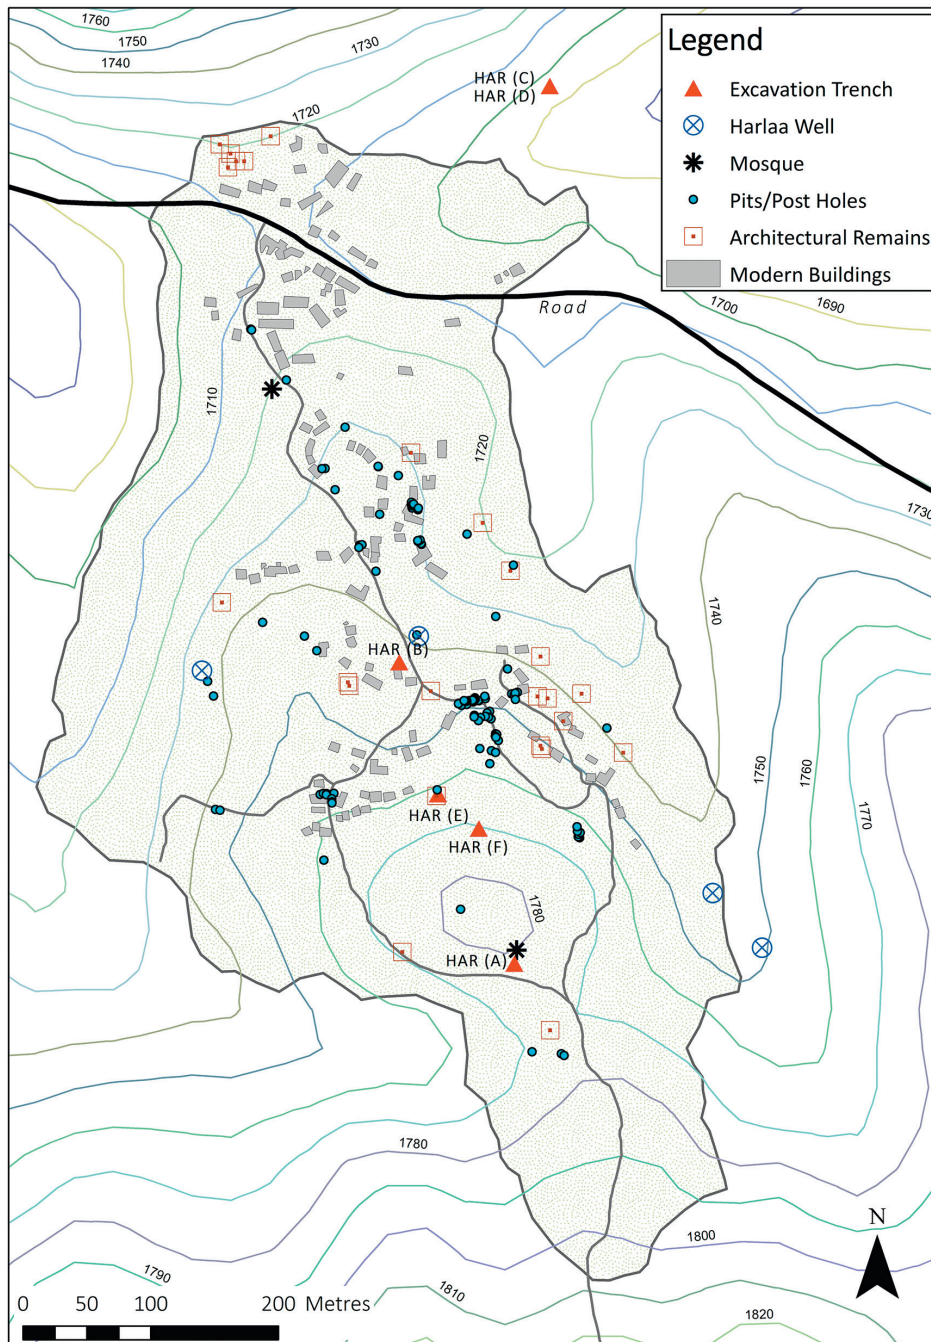 1760
1750
1740
1730
1720
HAR (C)
HAR (D)
Legend
Excavation Trench
Harlaa Well
Mosque
Pits/Post Holes
Architectural Remains
Modern Buildings
Road
1700
1690
1710
1720
1730
1740
HAR (B)
1750
1760
1770
HAR (E)
HAR (F)
1780
HAR (A)
1780
1800
1790
1810
1820
N
0 50 100 200 Metres